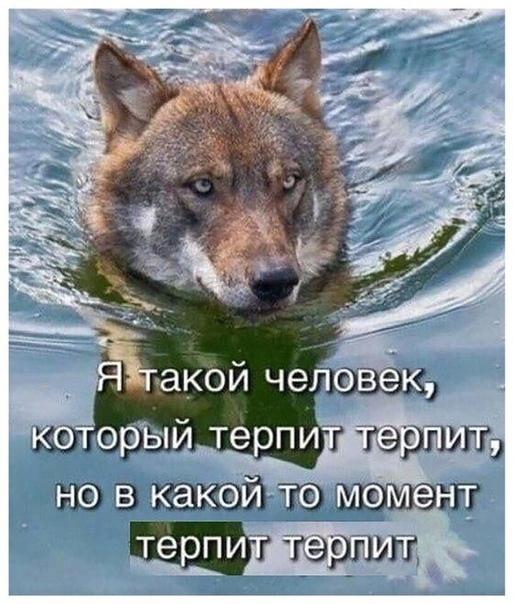 Я такой человек,
который терпит терпит,
но в какой то момент
терпит терпит